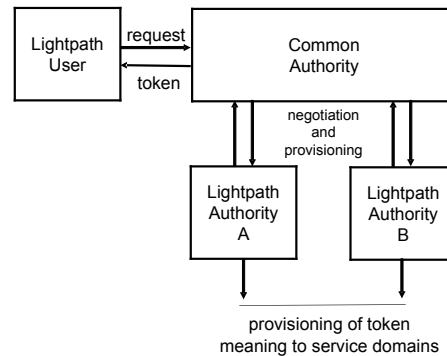 Lightpath
User
request
token
Common
Authority
negotiation
and
provisioning
Lightpath
Authority
A
Lightpath
Authority
B
provisioning of token
meaning to service domains